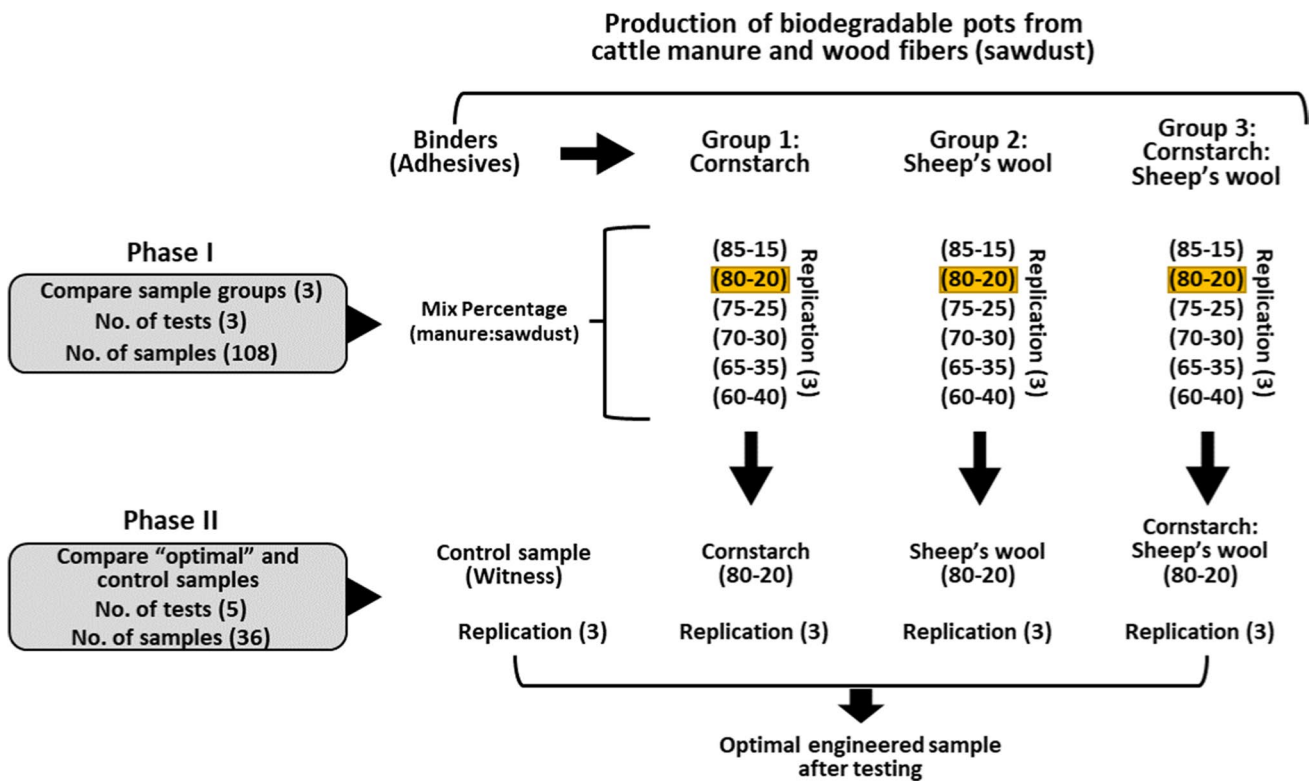 Production of biodegradable pots from
cattle manure and wood fibers (sawdust)
Binders
(Adhesives)
Group 1:
Cornstarch
Group 2:
Sheep’s wool
Group 3:
Cornstarch:
Sheep’s wool
Phase I
Compare sample groups (3)
No. of tests (3)
No. of samples (108)
Mix Percentage
(manure:sawdust)
(85-15)
(80-20)
(75-25)
(70-30)
(65-35)
(60-40)
Replication (3)
(85-15)
(80-20)
(75-25)
(70-30)
(65-35)
(60-40)
Replication (3)
(85-15)
(80-20)
(75-25)
(70-30)
(65-35)
(60-40)
Replication (3)
Phase II
Compare “optimal” and
control samples
No. of tests (5)
No. of samples (36)
Control sample
(Witness)
Cornstarch
(80-20)
Sheep’s wool
(80-20)
Cornstarch:
Sheep’s wool
(80-20)
Replication (3)
Replication (3)
Replication (3)
Replication (3)
Optimal engineered sample
after testing